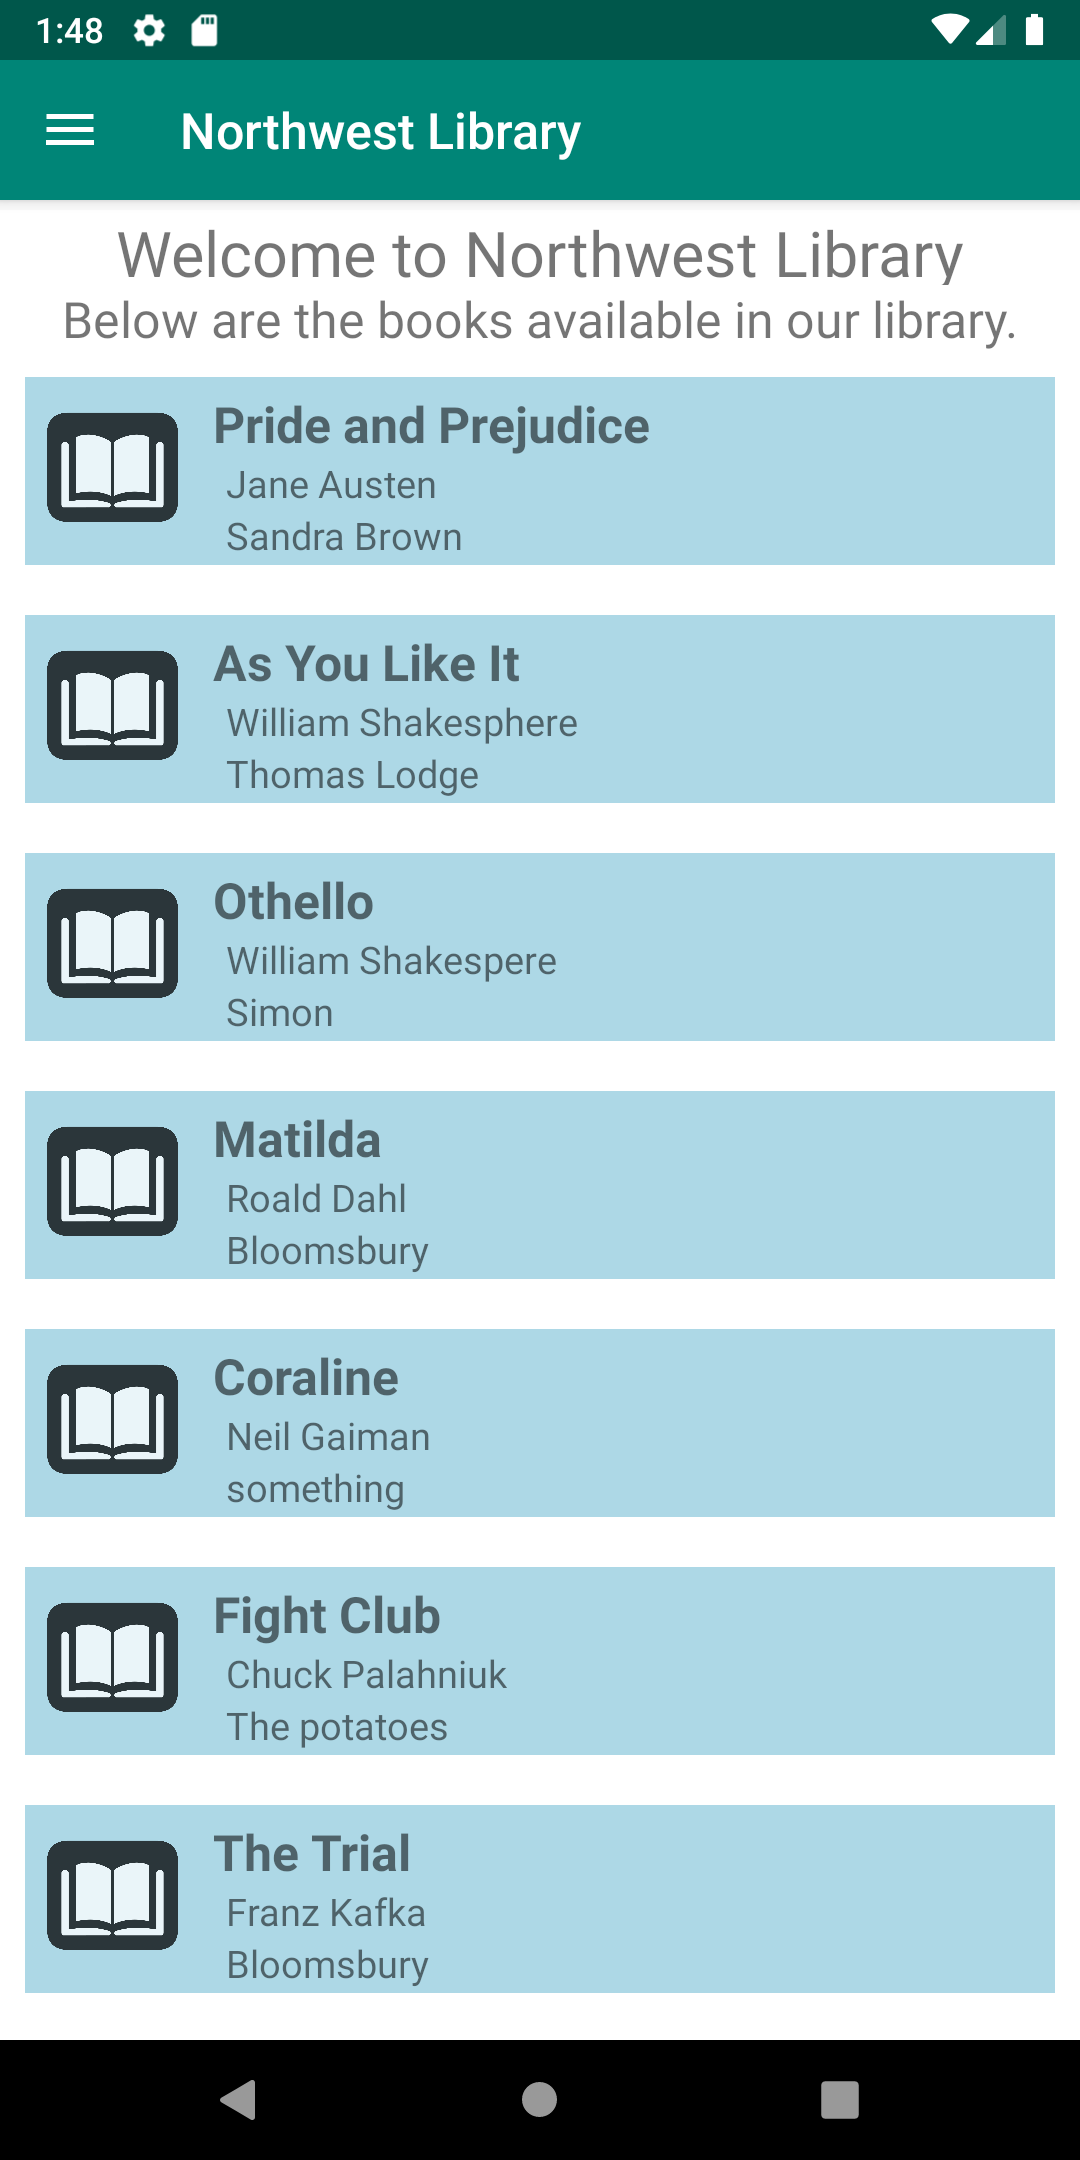 1:48
Northwest Library
Welcome to Northwest Library
Below are the books available in our library.
Pride and Prejudice
Jane Austen
Sandra Brown
As You Like It
William Shakesphere
Thomas Lodge
Othello
William Shakespere
Simon
Matilda
Roald Dahl
Bloomsbury
Coraline
Neil Gaiman
something
Fight Club
Chuck Palahniuk
The potatoes
The Trial
Franz Kafka
Bloomsbury